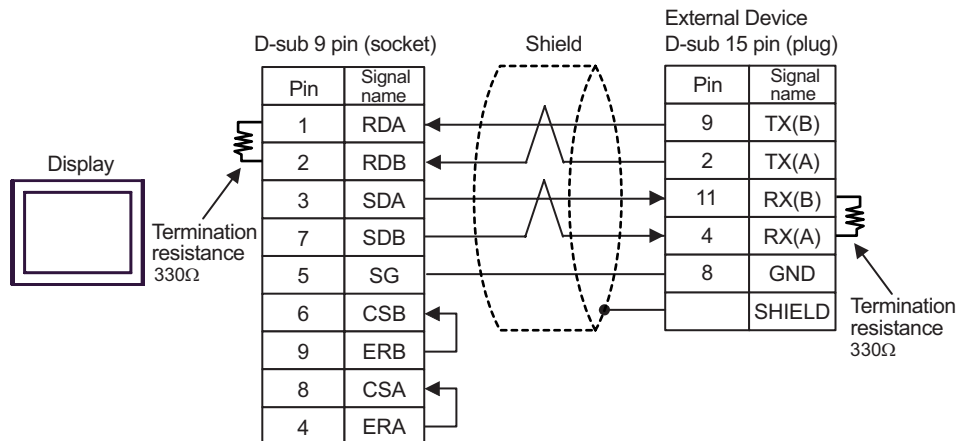 External Device
D-sub 9 pin (socket)
Shield
D-sub 15 pin (plug)
Pin
Signal
name
1 RDA
2 RDB
3 SDA
7 SDB
5 SG
6 CSB
9 ERB
8 CSA
4 ERA
Pin
Signal
name
9 TX(B)
2 TX(A)
11 RX(B)
4 RX(A)
8 GND
SHIELD
Display
Termination
resistance
330Ω
Termination
resistance
330Ω